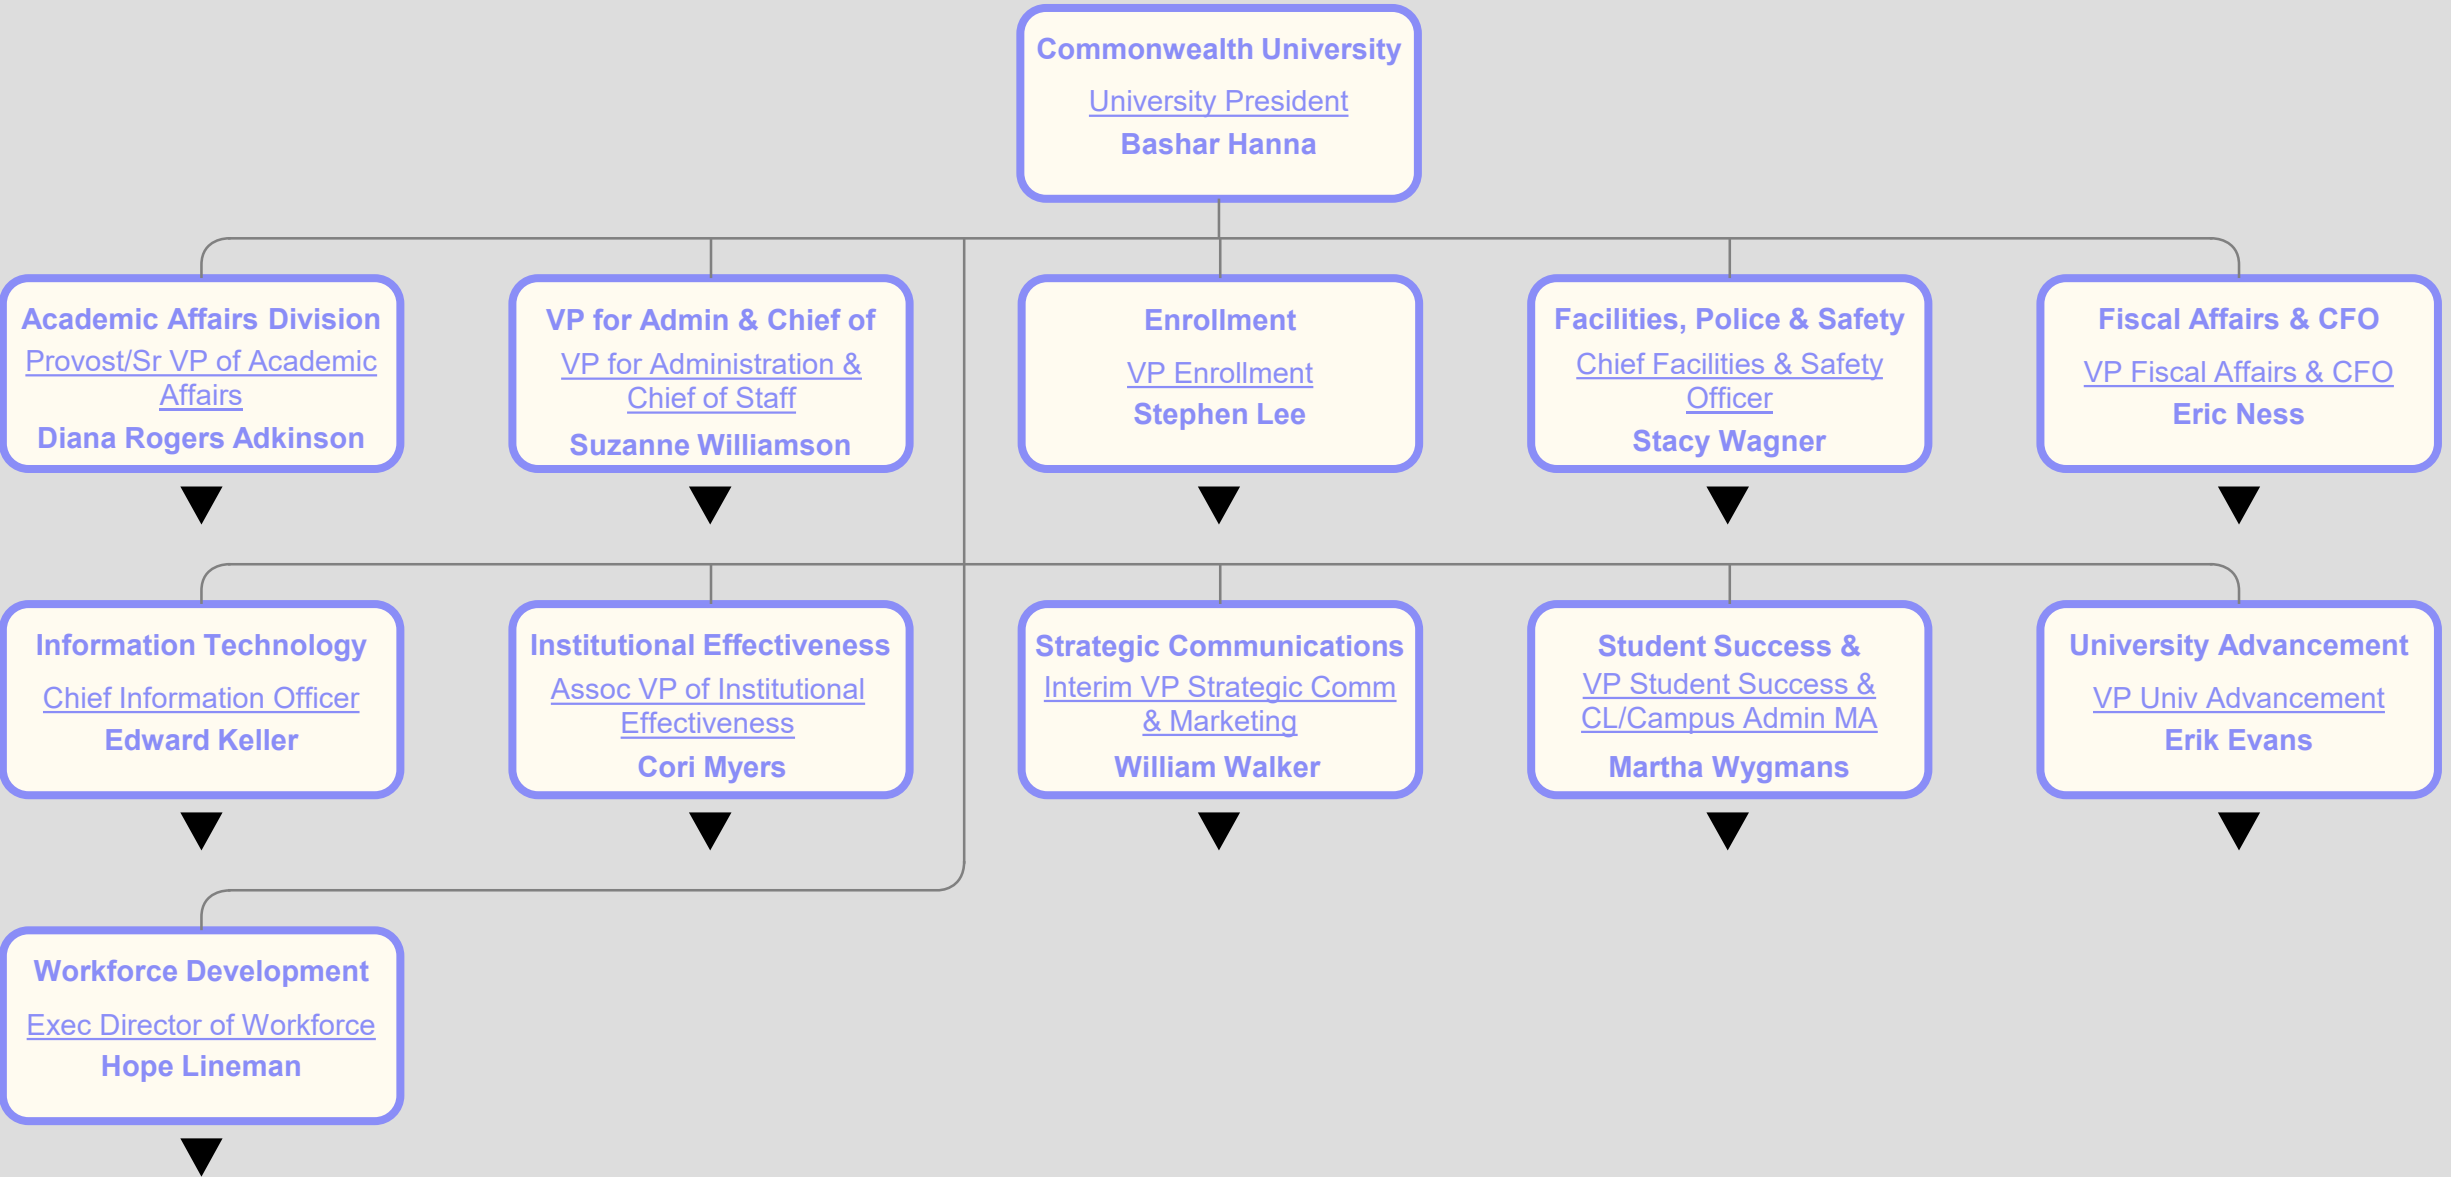 Commonwealth University
University President
Bashar Hanna
Academic Affairs Division
Provost/Sr VP of Academic
Affairs
Diana Rogers Adkinson
VP for Admin & Chief of
VP for Administration &
Chief of Staff
Suzanne Williamson
Enrollment
VP Enrollment
Stephen Lee
Facilities, Police & Safety
Chief Facilities & Safety
Officer
Stacy Wagner
Fiscal Affairs & CFO
VP Fiscal Affairs & CFO
Eric Ness
Information Technology
Chief Information Officer
Edward Keller
Institutional Effectiveness
Assoc VP of Institutional
Effectiveness
Cori Myers
Strategic Communications
Interim VP Strategic Comm
& Marketing
William Walker
Student Success &
VP Student Success &
CL/Campus Admin MA
Martha Wygmans
University Advancement
VP Univ Advancement
Erik Evans
Workforce Development
Exec Director of Workforce
Hope Lineman